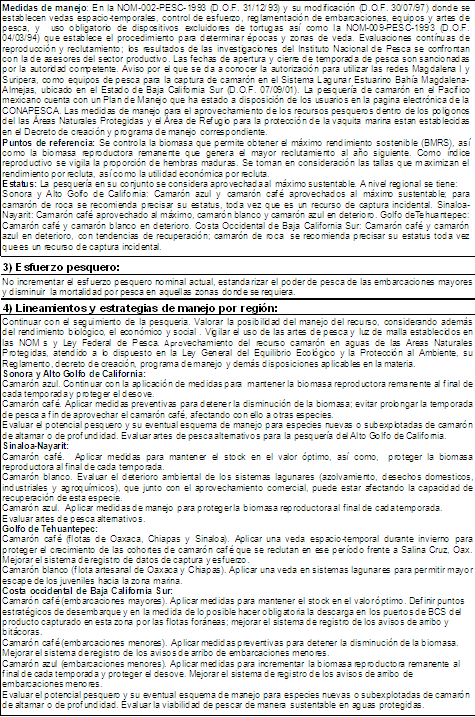 Medidas de manejo: En la NOM-002-PESC-1993 (D.O.F. 31/12/93) y su modificación (D.O.F. 30/07/97) donde se
establecen vedas espacio-temporales, control de esfuerzo, reglamentación de embarcaciones, equipos y artes de
pesca, y uso obligatorio de dispositivos excluidores de tortugas así como la NOM-009-PESC-1993 (D.O.F.
04/03/94) que establece el procedimiento para determinar épocas y zonas de veda. Evaluaciones continuas de
reproducción y reclutamiento; los resultados de las investigaciones del Instituto Nacional de Pesca se confrontan
con la de asesores del sector productivo. Las fechas de apertura y cierre de temporada de pesca son sancionadas
por la autoridad competente. Aviso por el que se da a conocer la autorización para utilizar las redes Magdalena I y
Suripera, como equipos de pesca para la captura de camarón en el Sistema Lagunar Estuarino Bahía Magdalena-
Almejas, ubicado en el Estado de Baja California Sur (D.O.F. 07/09/01). La pesquería de camarón en el Pacífico
mexicano cuenta con un Plan de Manejo que ha estado a disposición de los usuarios en la pagina electrónica de la
CONAPESCA. Las medidas de manejo para el aprovechamiento de los recursos pesqueros dentro de los polígonos
de las Áreas Naturales Protegidas y el Área de Refugio para la protección de la vaquita marina están establecidas
en el Decreto de creación y programa de manejo correspondiente.
Puntos de referencia: Se controla la biomasa que permite obtener el máximo rendimiento sostenible (BMRS), así
como la biomasa reproductora remanente que genera el mayor reclutamiento al año siguiente. Como índice
reproductivo se vigila la proporción de hembras maduras. Se toman en consideración las tallas que maximizan el
rendimiento por recluta, así como la utilidad económica por recluta.
Estatus: La pesquería en su conjunto se considera aprovechada al máximo sustentable. A nivel regional se tiene:
Sonora y Alto Golfo de California: Camarón azul y camarón café aprovechados al máximo sustentable, para
camarón de roca se recomienda precisar su estatus, toda vez que es un recurso de captura incidental. Sinaloa-
Nayarit: Camarón café aprovechado al máximo, camarón blanco y camarón azul en deterioro. Golfo de Tehuantepec:
Camarón café y camarón blanco en deterioro. Costa Occidental de Baja California Sur: Camarón café y camarón
azul en deterioro, con tendencias de recuperación; camarón de roca se recomienda precisar su estatus toda vez
que es un recurso de captura incidental.
3) Esfuerzo pesquero:
No incrementar el esfuerzo pesquero nominal actual, estandarizar el poder de pesca de las embarcaciones mayores
y disminuir la mortalidad por pesca en aquellas zonas donde se requiera.
4) Lineamientos y estrategias de manejo por región:
Continuar con el seguimiento de la pesquería. Valorar la posibilidad del manejo del recurso, considerando además
del rendimiento biológico, el económico y social. Vigilar el uso de las artes de pesca y luz de malla establecidos en
las NOM´s y Ley Federal de Pesca. Aprovechamiento del recurso camarón en aguas de las Areas Naturales
Protegidas, atendido a lo dispuesto en la Ley General del Equilibrio Ecológico y la Protección al Ambiente, su
Reglamento, decreto de creación, programa de manejo y demás disposiciones aplicables en la materia.
Sonora y Alto Golfo de California:
Camarón azul. Continuar con la aplicación de medidas para mantener la biomasa reproductora remanente al final de
cada temporada y proteger el desove.
Camarón café. Aplicar medidas preventivas para detener la disminución de la biomasa; evitar prolongar la temporada
de pesca a fin de aprovechar el camarón café, afectando con ello a otras especies.
Evaluar el potencial pesquero y su eventual esquema de manejo para especies nuevas o subexplotadas de camarón
de altamar o de profundidad. Evaluar artes de pesca alternativos para la pesquería del Alto Golfo de California.
Sinaloa-Nayarit:
Camarón café. Aplicar medidas para mantener el stock en el valor óptimo, así como, proteger la biomasa
reproductora al final de cada temporada.
Camarón blanco. Evaluar el deterioro ambiental de los sistemas lagunares (azolvamiento, desechos domesticos,
industriales y agroquímicos), que junto con el aprovechamiento comercial, puede estar afectando la capacidad de
recuperación de esta especie.
Camarón azul. Aplicar medidas de manejo para proteger la biomasa reproductora al final de cada temporada.
Evaluar artes de pesca alternativos.
Golfo de Tehuantepec:
Camarón café (flotas de Oaxaca, Chiapas y Sinaloa). Aplicar una veda espacio-temporal durante invierno para
proteger el crecimiento de las cohortes de camarón café que se reclutan en ese período frente a Salina Cruz, Oax.
Mejorar el sistema de registro de datos de captura y esfuerzo.
Camarón blanco (flota artesanal de Oaxaca y Chiapas). Aplicar una veda en sistemas lagunares para permitir mayor
escape de los juveniles hacia la zona marina.
Costa occidental de Baja California Sur:
Camarón café (embarcaciones mayores). Aplicar medidas para mantener el stock en el valor óptimo. Definir puntos
estratégicos de desembarque y en la medida de lo posible hacer obligatoria la descarga en los puertos de BCS del
producto capturado en esta zona por las flotas foráneas; mejorar el sistema de registro de los avisos de arribo y
bitácoras.
Camarón café (embarcaciones menores). Aplicar medidas preventivas para detener la disminución de la biomasa.
Mejorar el sistema de registro de los avisos de arribo de embarcaciones menores.
Camarón azul (embarcaciones menores). Aplicar medidas para incrementar la biomasa reproductora remanente al
final de cada temporada y proteger el desove. Mejorar el sistema de registro de los avisos de arribo de
embarcaciones menores.
Evaluar el potencial pesquero y su eventual esquema de manejo para especies nuevas o subexplotadas de camarón
de altamar o de profundidad. Evaluar la viabilidad de pescar de manera sustentable en aguas protegidas.